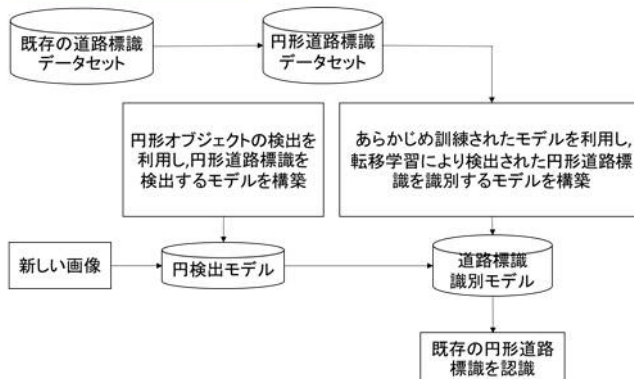 既存の道路標識
データセット
円形道路標識
データセット
円形オブジェクトの検出を
利用し,円形道路標識を
検出するモデルを構築
あらかじめ訓練されたモデルを利用し,
転移学習により検出された円形道路標
識を識別するモデルを構築
新しい画像
円検出モデル
道路標識
識別モデル
既存の円形道路
標識を認識